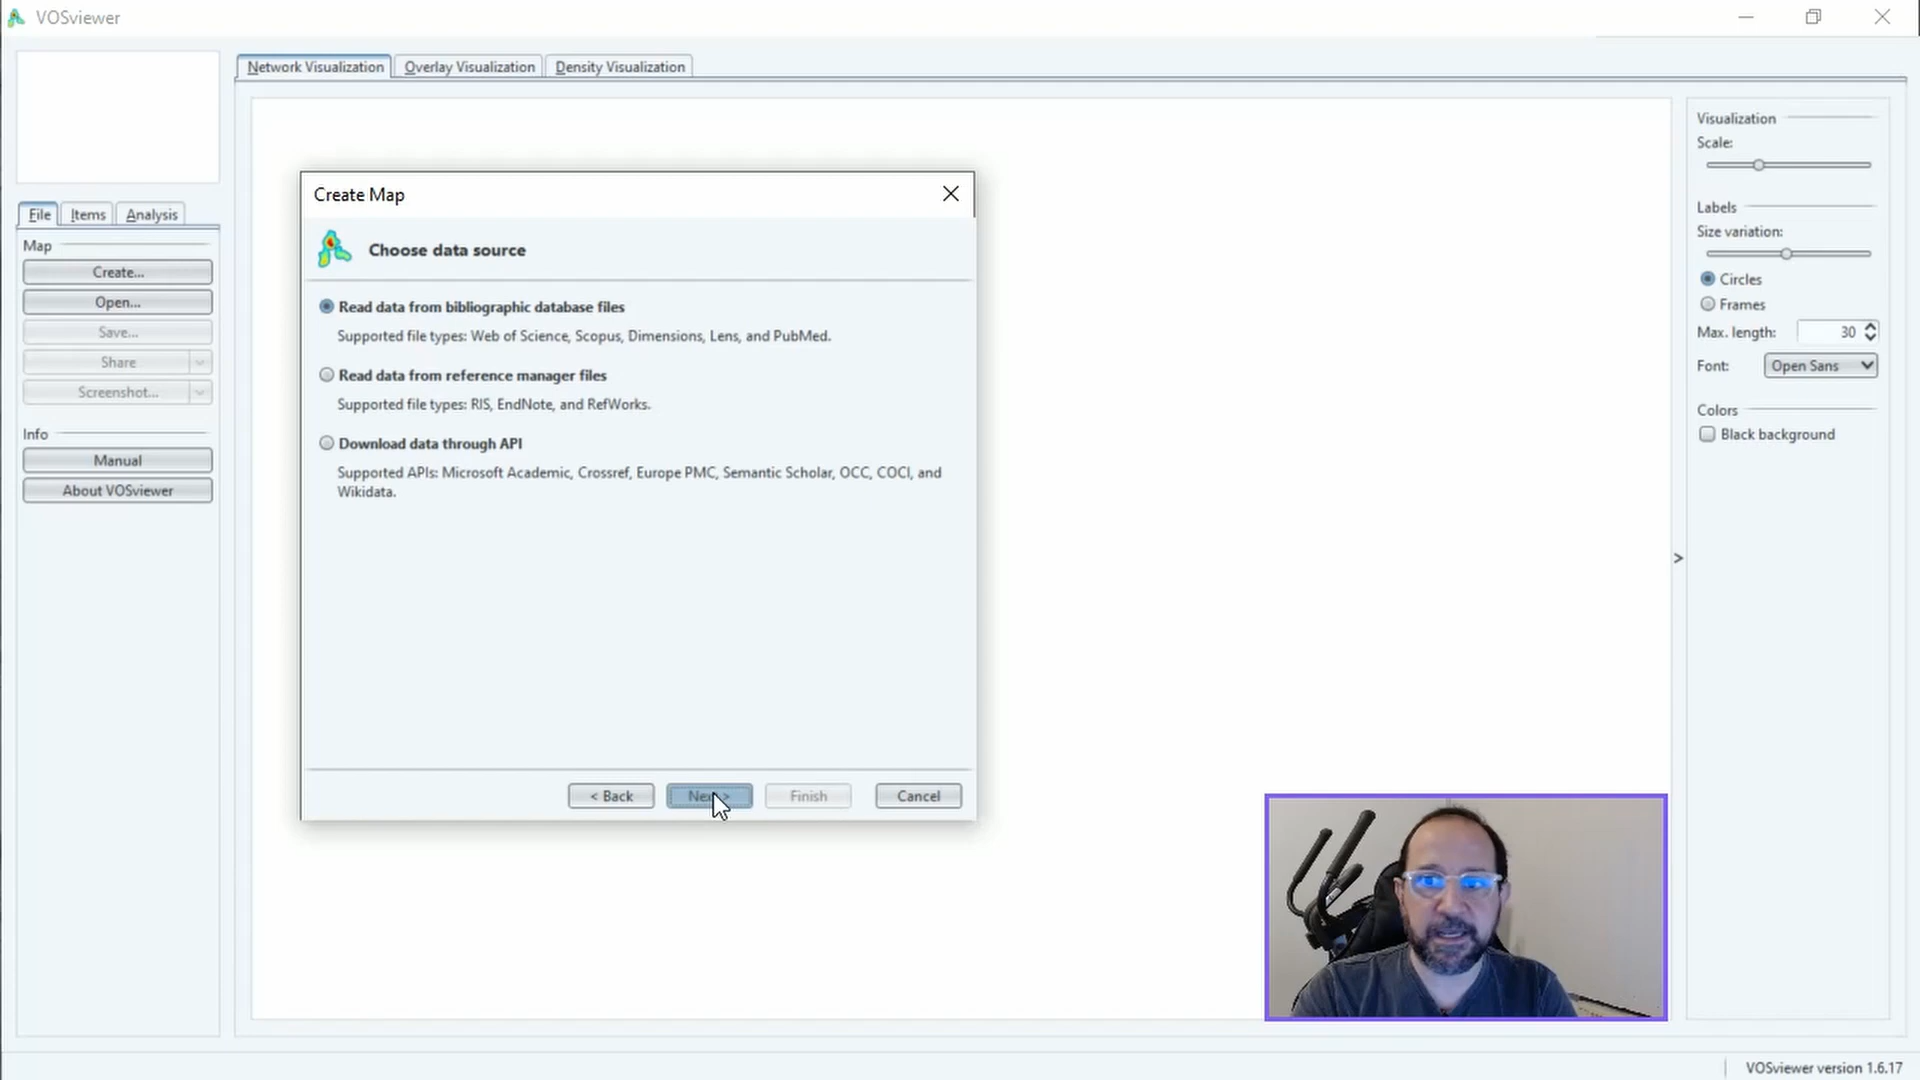 VOSviewer
Network Visualization
Overlay Visualization
Density Visualization
File
Items
Analysis
Map
Create...
Open...
Save...
Share
Screenshot...
Info
Manual
About VOSviewer
Create Map
Choose data source
Read data from bibliographic database files
Supported file types: Web of Science, Scopus, Dimensions, Lens, and PubMed.
Read data from reference manager files
Supported file types: RIS, EndNote, and RefWorks.
Download data through API
Supported APIs: Microsoft Academic, Crossref, Europe PMC, Semantic Scholar, OCC, COCI, and
Wikidata.
< Back
Finish
Cancel
>
Visualization
Scale:
Labels
Size variation:
Circles
Frames
Max. length: 30
Font: Open Sans
Colors
Black background
VOSviewer version 1.6.17